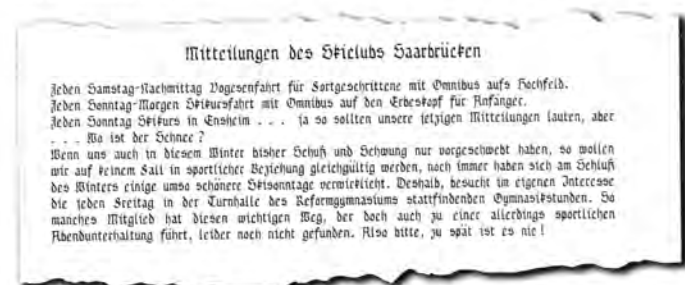 Mitteilungen des Skiclubs Saarbrücken
Jeden Samstag-Nachmittag Vogesenfahrt für Fortgeschrittene mit Omnibus aufs Hochfeld.
Jeden Sonntag-Morgen Skikursfahrt mit Omnibus auf den Erbeskopf für Anfänger.
Jeden Sonntag Skikurs in Ensheim . . . ja so sollten unsere jetzigen Mitteilungen lauten, aber
. . . Wo ist der Schnee ?
Wenn uns auch in diesem Winter bisher Schuß und Schwung nur vorgeschwebt haben, so wollen
wir auf keinem Fall in sportlicher Beziehung gleichgültig werden, noch immer haben sich am Schluß
des Winters einige umso schönere Skisonntage verwirklicht. Deshalb, besucht im eigenen Interesse
die jeden Freitag in der Turnhalle des Reformgymnasiums stattfindenden Gymnasikstunden. So
manches Mitglied hat diesen wichtigen Weg, der doch auch zu einer allerdings sportlichen
Abendunterhaltung führt, leider noch nicht gefunden. Also bitte, zu spät ist es nie !